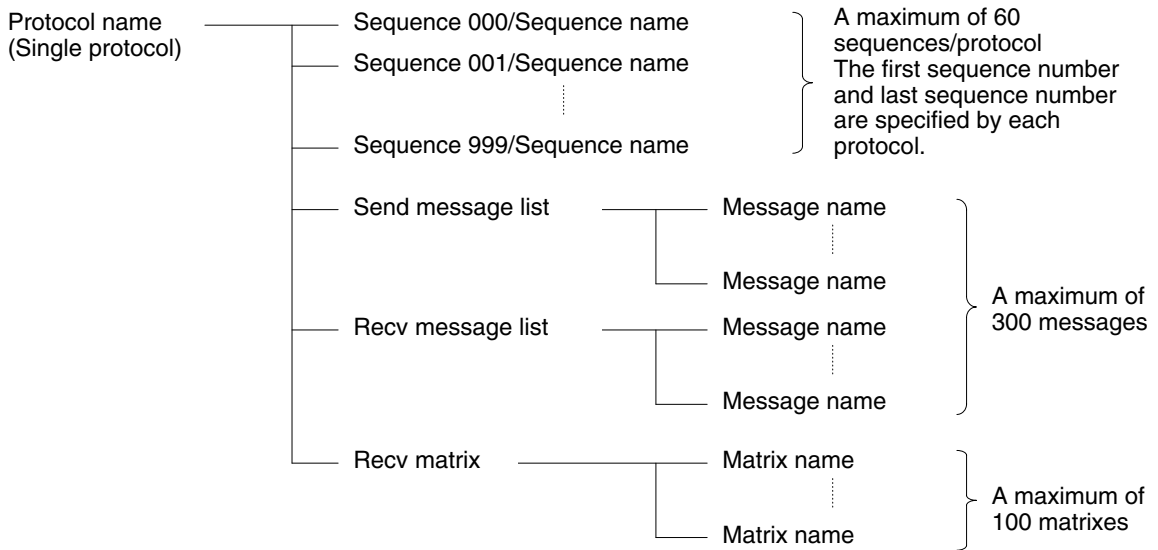 Protocol name
(Single protocol)
Sequence 000/Sequence name
Sequence 001/Sequence name
Sequence 999/Sequence name
A maximum of 60
sequences/protocol
The first sequence number
and last sequence number
are specified by each
protocol.
Send message list
Message name
Message name
Recv message list
Message name
Message name
A maximum of
300 messages
Recv matrix
Matrix name
Matrix name
A maximum of
100 matrixes